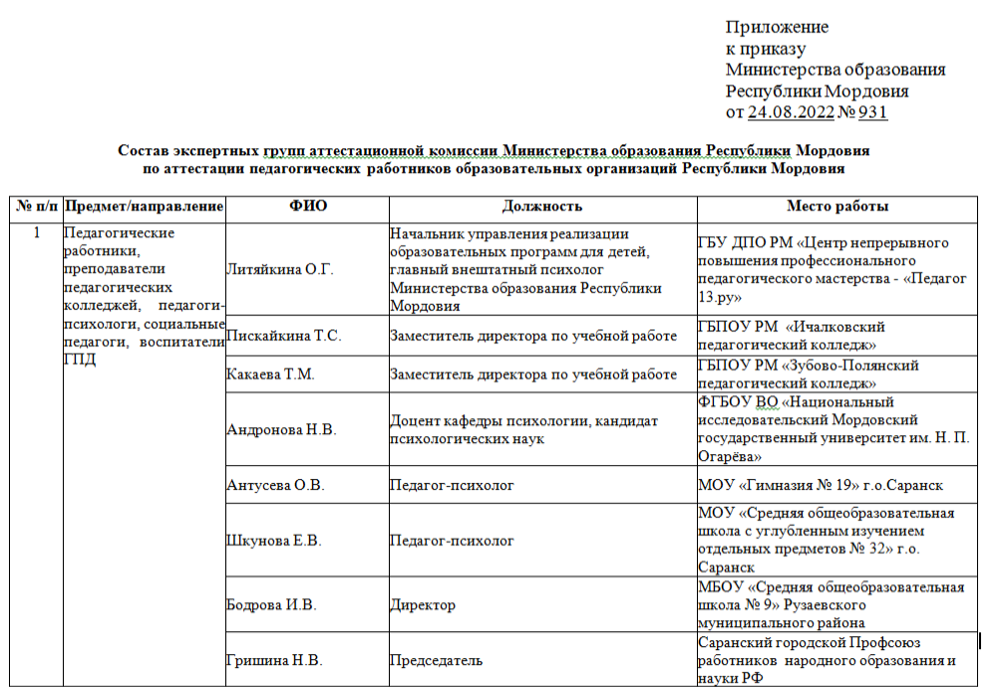 Приложение
к приказу
Министерства образования
Республики Мордовия
от 24.08.2022 № 931
Состав экспертных групп аттестационной комиссии Министерства образования Республики Мордовия
по аттестации педагогических работников образовательных организаций Республики Мордовия
№ п/п Предмет/направление ФИО Должность Место работы
1
Педагогические
работники,
преподаватели
педагогических
колледжей, педагоги-
психологи, социальные
педагоги, воспитатели
ГПД
Литяйкина О.Г.
Начальник управления реализации
образовательных программ для детей,
главный внештатный психолог
Министерства образования Республики
Мордовия
ГБУ ДПО РМ «Центр непрерывного
повышения профессионального
педагогического мастерства - «Педагог
13.ру»
Пискайкина Т.С.
Заместитель директора по учебной работе
ГБПОУ РМ «Ичалковский
педагогический колледж»
Какаева Т.М.
Заместитель директора по учебной работе
ГБПОУ РМ «Зубово-Полянский
педагогический колледж»
Андронова Н.В.
Доцент кафедры психологии, кандидат
психологических наук
ФГБОУ ВО «Национальный
исследовательский Мордовский
государственный университет им. Н. П.
Огарёва»
Антусева О.В.
Педагог-психолог
МОУ «Гимназия № 19» г.о.Саранск
Шкунова Е.В.
Педагог-психолог
МОУ «Средняя общеобразовательная
школа с углубленным изучением
отдельных предметов № 32» г.о.
Саранск
Бодрова И.В.
Директор
МБОУ «Средняя общеобразовательная
школа № 9» Рузаевского
муниципального района
Гришина Н.В.
Председатель
Саранский городской Профсоюз
работников народного образования и
науки РФ